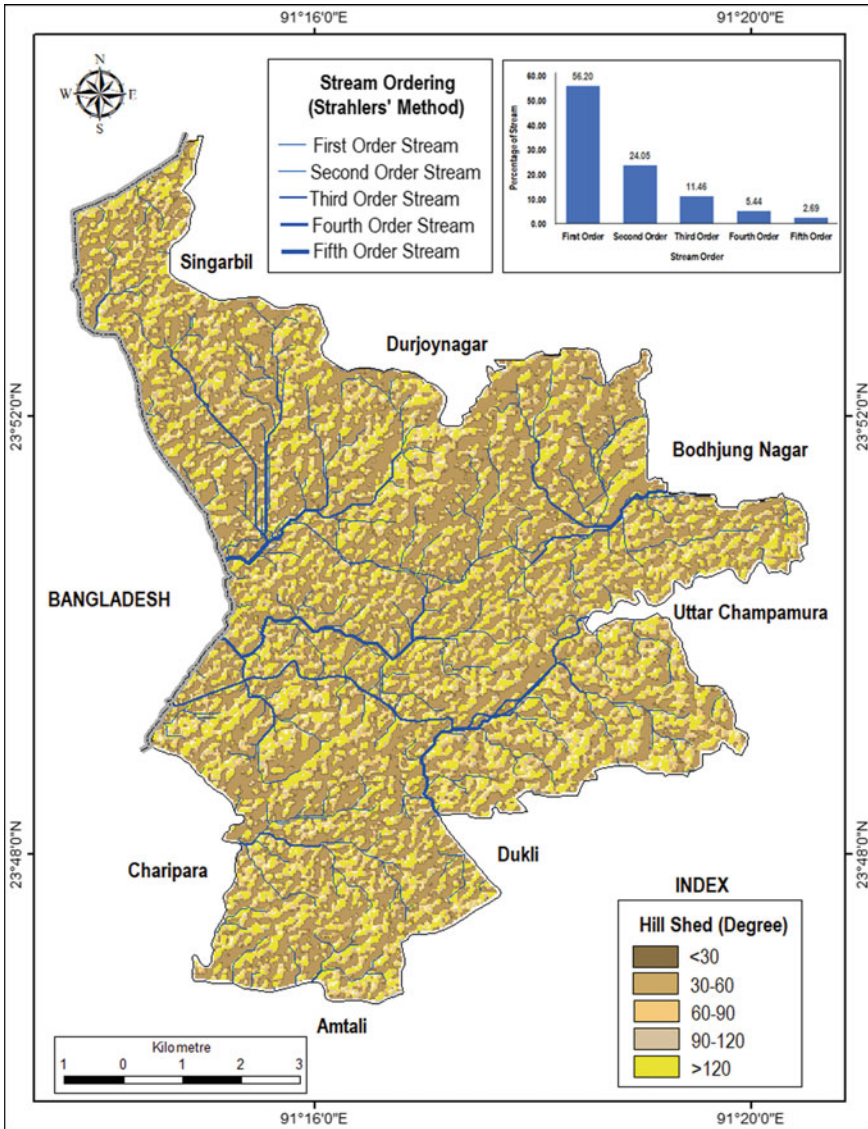 91°16'0"E
91°20'0"E
N
W
E
S
Stream Ordering
(Strahlers' Method)
First Order Stream
Second Order Stream
Third Order Stream
Fourth Order Stream
Fifth Order Stream
Percentage of Stream
60.00
50.00
40.00
30.00
20.00
10.00
0.00
56.20
24.05
11.46
5.44
2.69
First Order
Second Order
Third Order
Fourth Order
Fifth Order
Stream Order
Singarbil
Durjoynagar
23°52'0"N
23°52'0"N
Bodhjung Nagar
BANGLADESH
Uttar Champamura
23°48'0"N
23°48'0"N
Charipara
Dukli
Amtali
INDEX
Hill Shed (Degree)
<30
30-60
60-90
90-120
>120
Kilometre
1 0 1 2 3
91°16'0"E
91°20'0"E